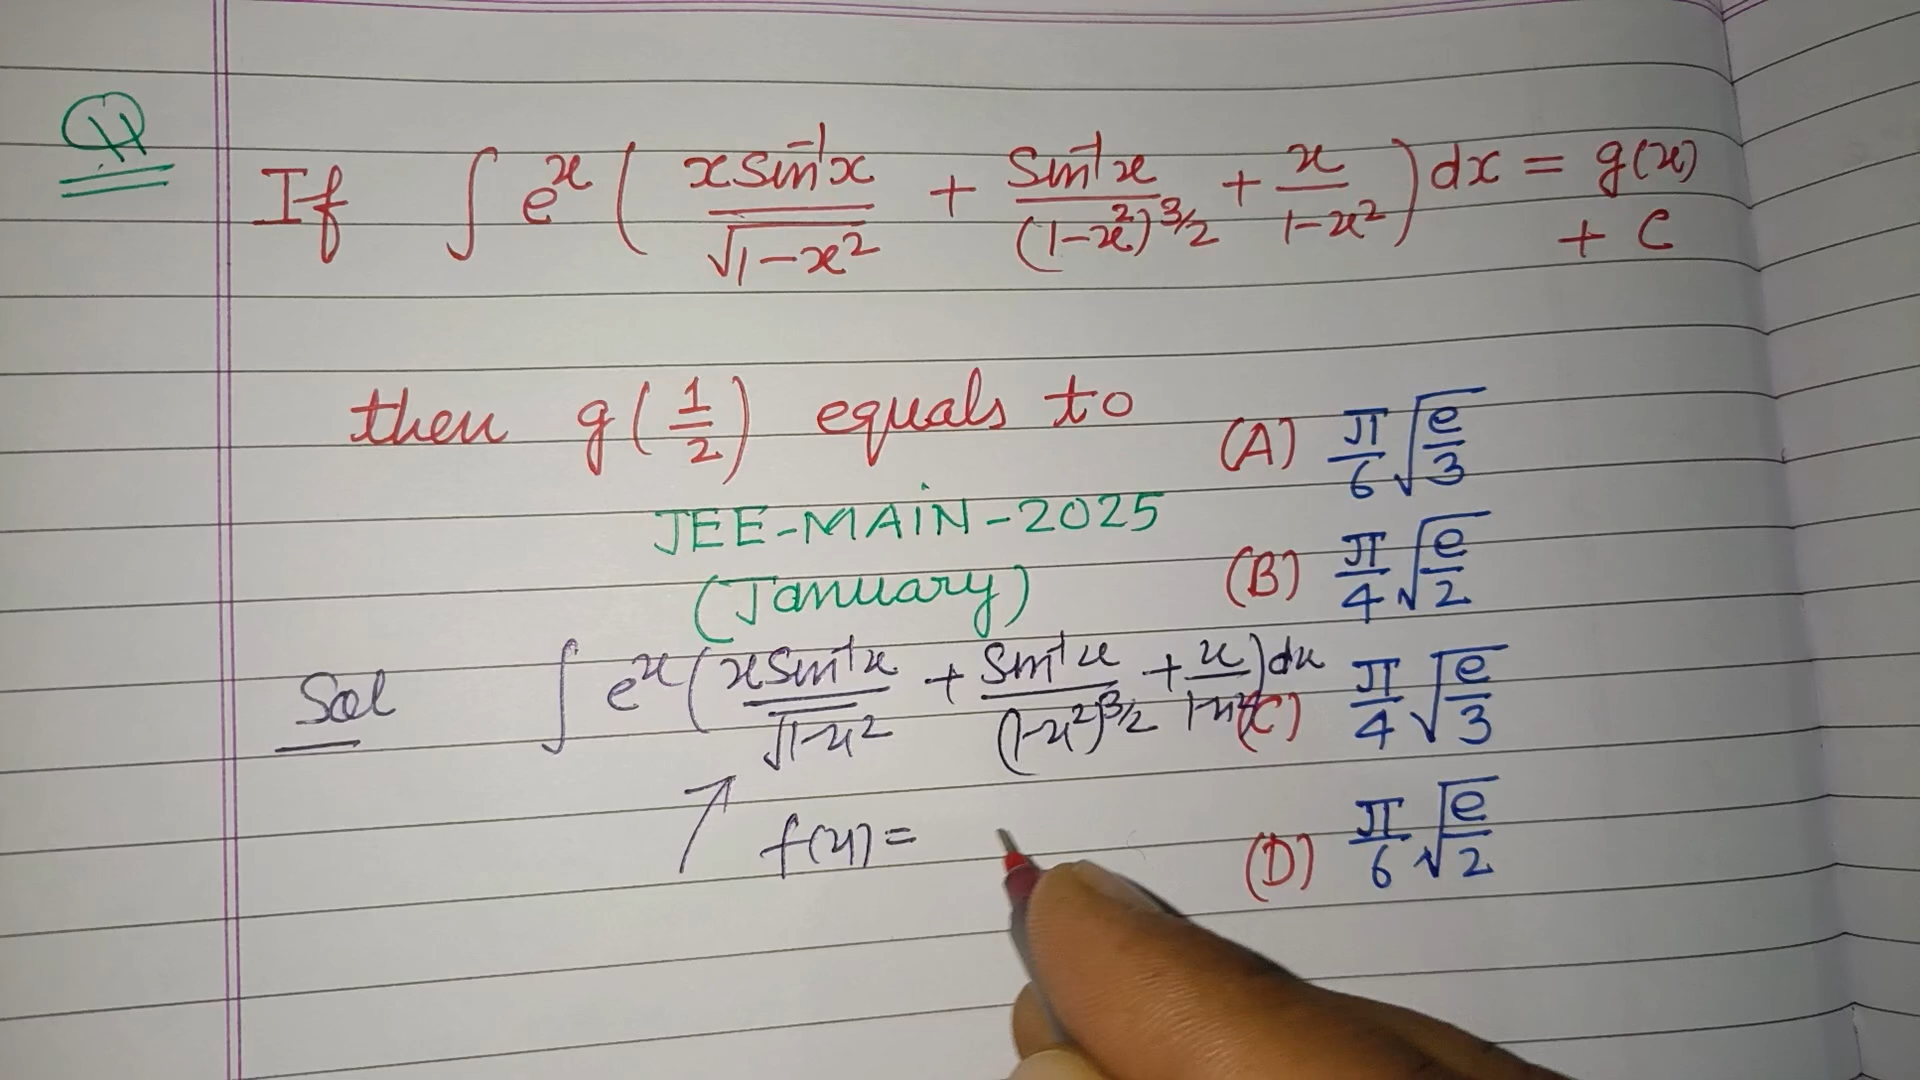 Q1
If ∫ e^x ( x sin⁻¹x / √(1-x²) + sin⁻¹x / (1-x²)^(3/2) + x / (1-x²) ) dx = g(x)
+ C
then g(1/2) equals to
(A) π/6 √(e/3)
JEE-MAIN-2025
(January)
(B) π/4 √(e/2)
Sol ∫ e^x ( x sin⁻¹x / √(1-x²) + sin⁻¹x / (1-x²)^(3/2) + x / (1-x²) ) dx
(C) π/4 √(e/3)
f(x) =
(D) π/6 √(e/2)